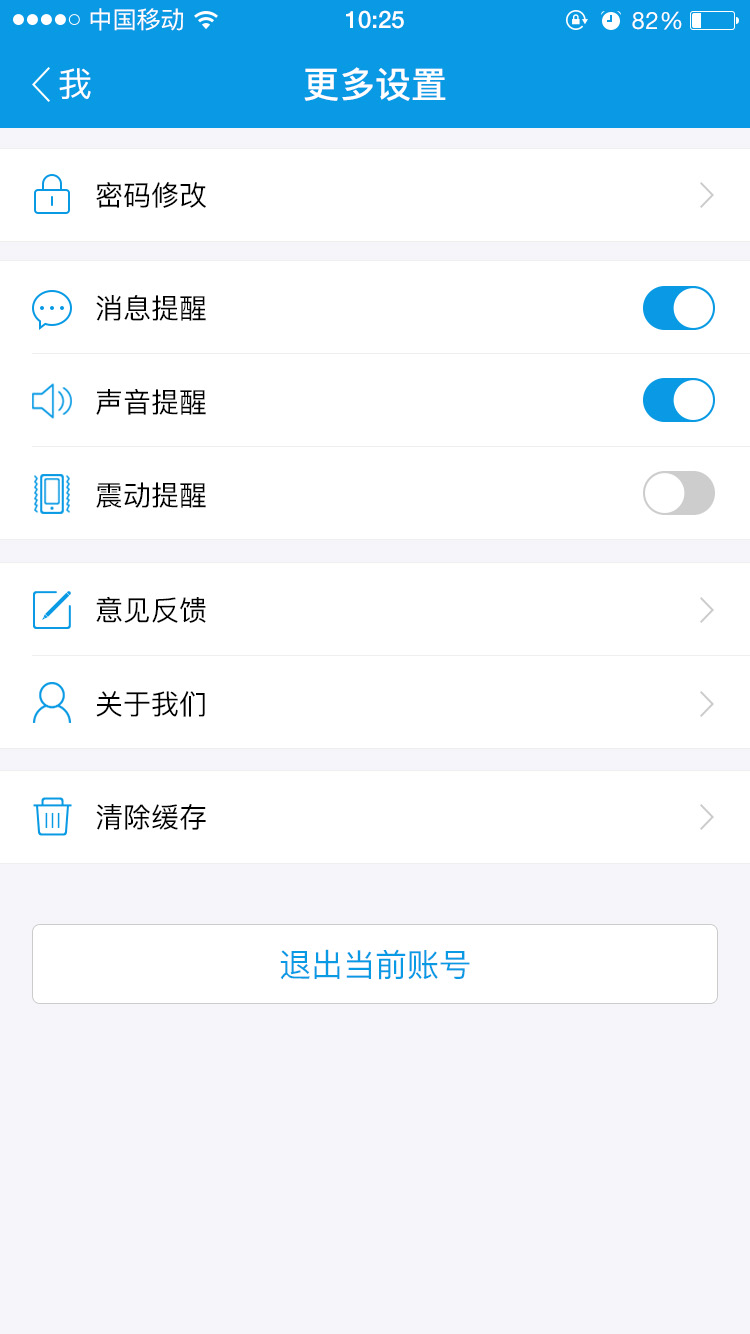 中国移动 10:25 82%
我 更多设置
密码修改
消息提醒
声音提醒
震动提醒
意见反馈
关于我们
清除缓存
退出当前账号